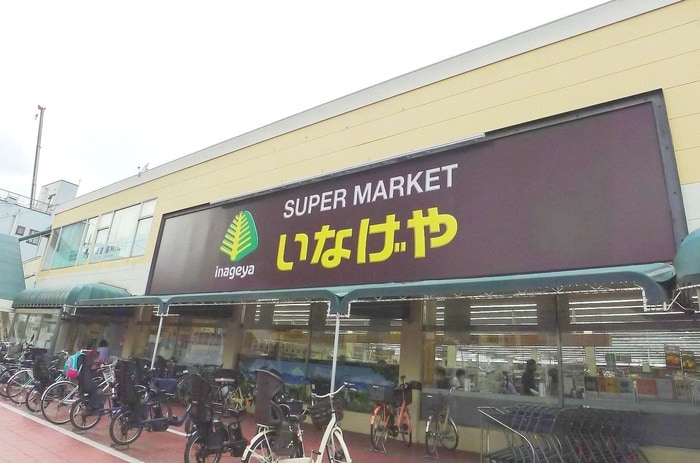 SUPER MARKET
いなげや
inageya